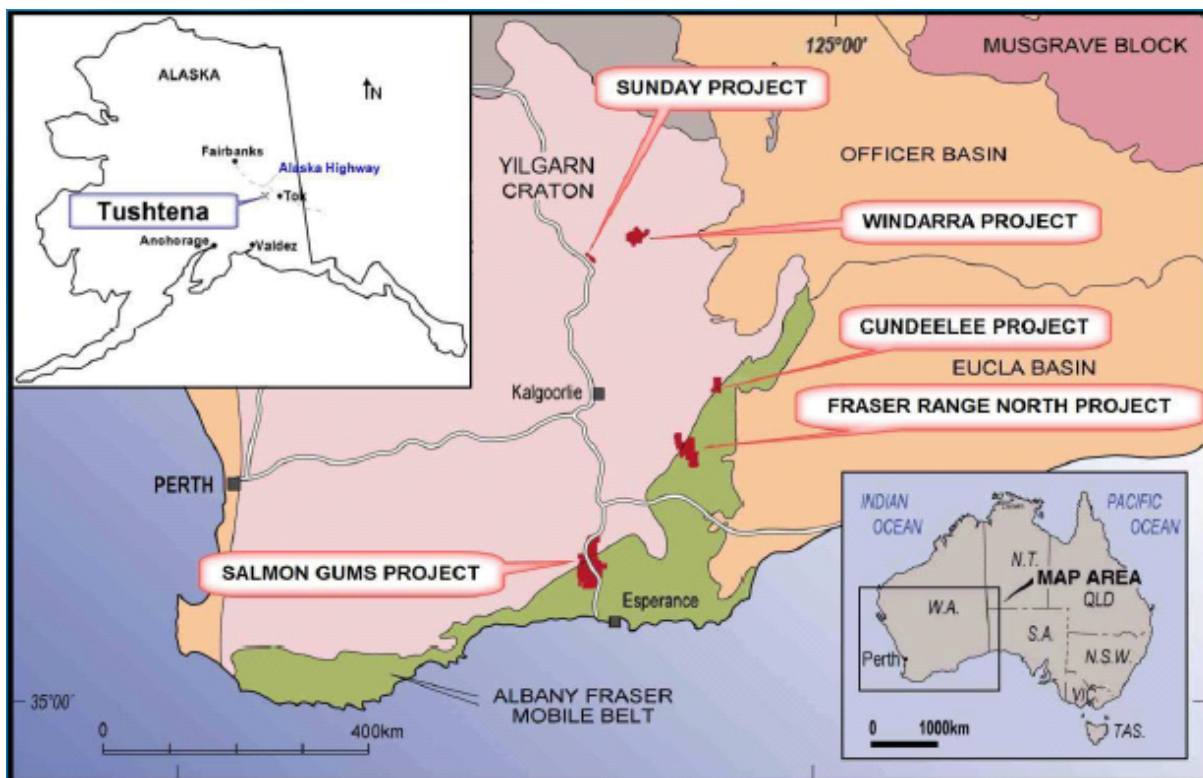 ALASKA
N
Fairbanks
Alaska Highway
Tushtena
Tok
Anchorage
Valdez
125°00'
MUSGRAVE BLOCK
SUNDAY PROJECT
YILGARN
CRATON
OFFICER BASIN
WINDARRA PROJECT
CUNDEELEE PROJECT
EUCLA BASIN
Kalgoorlie
FRASER RANGE NORTH PROJECT
PERTH
SALMON GUMS PROJECT
Esperance
ALBANY FRASER
MOBILE BELT
35°00'
0 400km
INDIAN
OCEAN
PACIFIC
OCEAN
N.T.
MAP AREA
QLD
W.A.
S.A.
N.S.W.
Perth
VIC.
TAS.
0 1000km